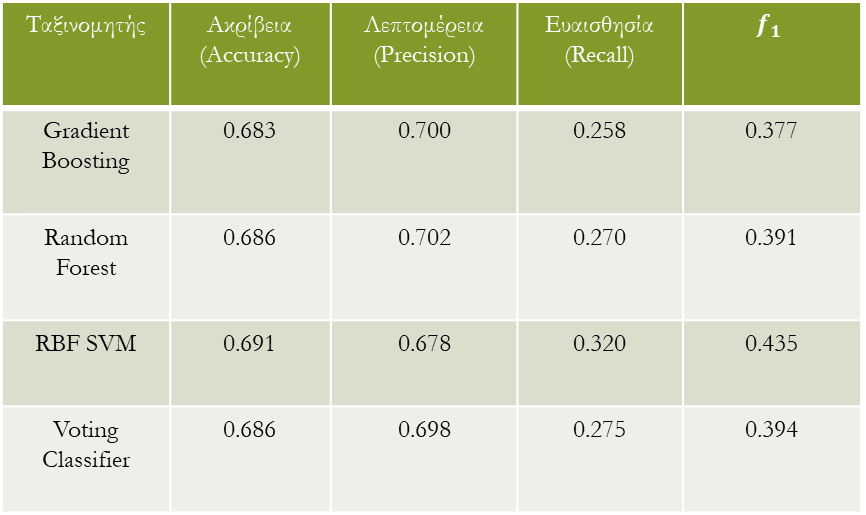 Ταξινομητής Ακρίβεια Λεπτομέρεια Ευαισθησία f1
(Accuracy) (Precision) (Recall)
Gradient 0.683 0.700 0.258 0.377
Boosting
Random 0.686 0.702 0.270 0.391
Forest
RBF SVM 0.691 0.678 0.320 0.435
Voting 0.686 0.698 0.275 0.394
Classifier